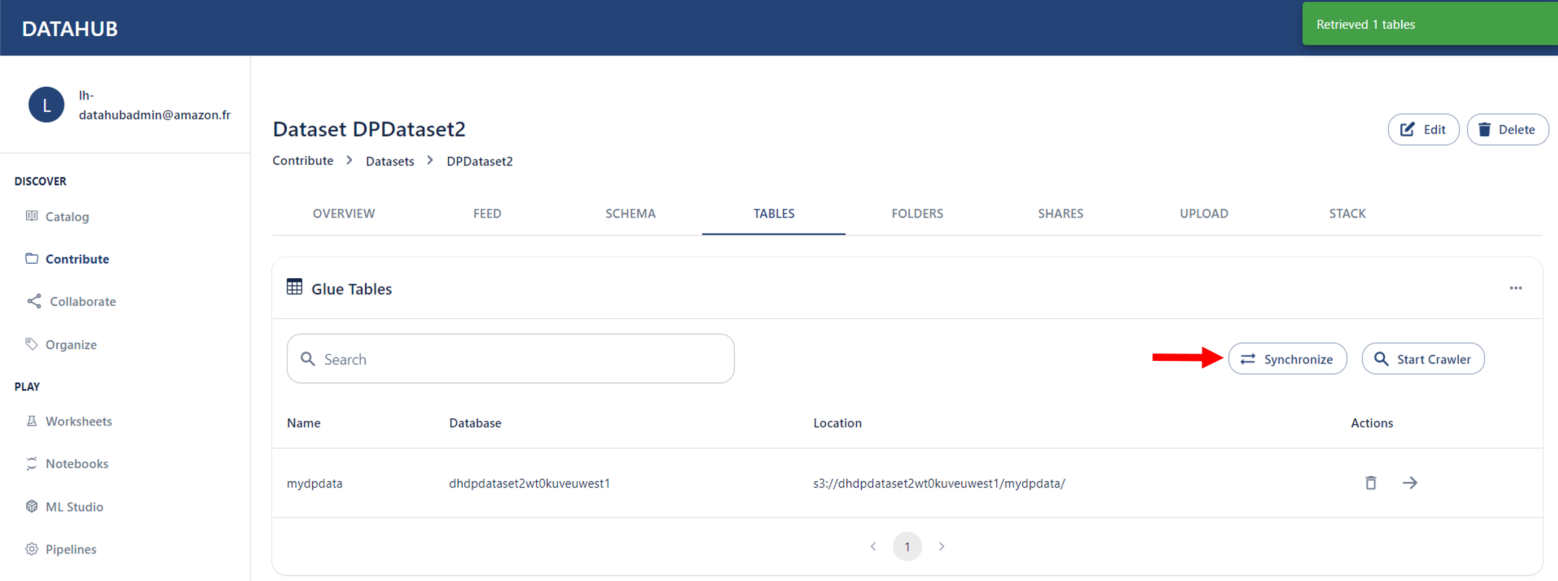 DATAHUB
Retrieved 1 tables
L
lh-
datahubadmin@amazon.fr
DISCOVER
Catalog
Contribute
Collaborate
Organize
PLAY
Worksheets
Notebooks
ML Studio
Pipelines
Dataset DPDataset2
Edit
Delete
Contribute > Datasets > DPDataset2
OVERVIEW FEED SCHEMA TABLES FOLDERS SHARES UPLOAD STACK
Glue Tables
Search
Synchronize
Start Crawler
Name Database Location Actions
mydpdata dhdpdataset2wt0kuveuwest1 s3://dhdpdataset2wt0kuveuwest1/mydpdata/
1